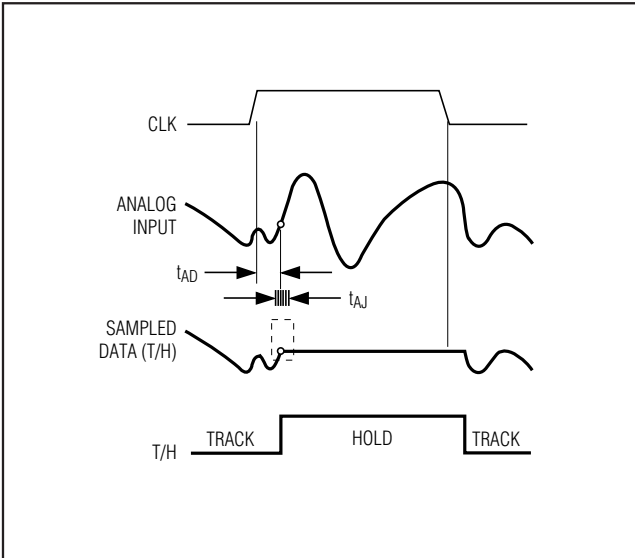 CLK
ANALOG
INPUT
tAD
tAJ
SAMPLED
DATA (T/H)
TRACK HOLD TRACK
T/H